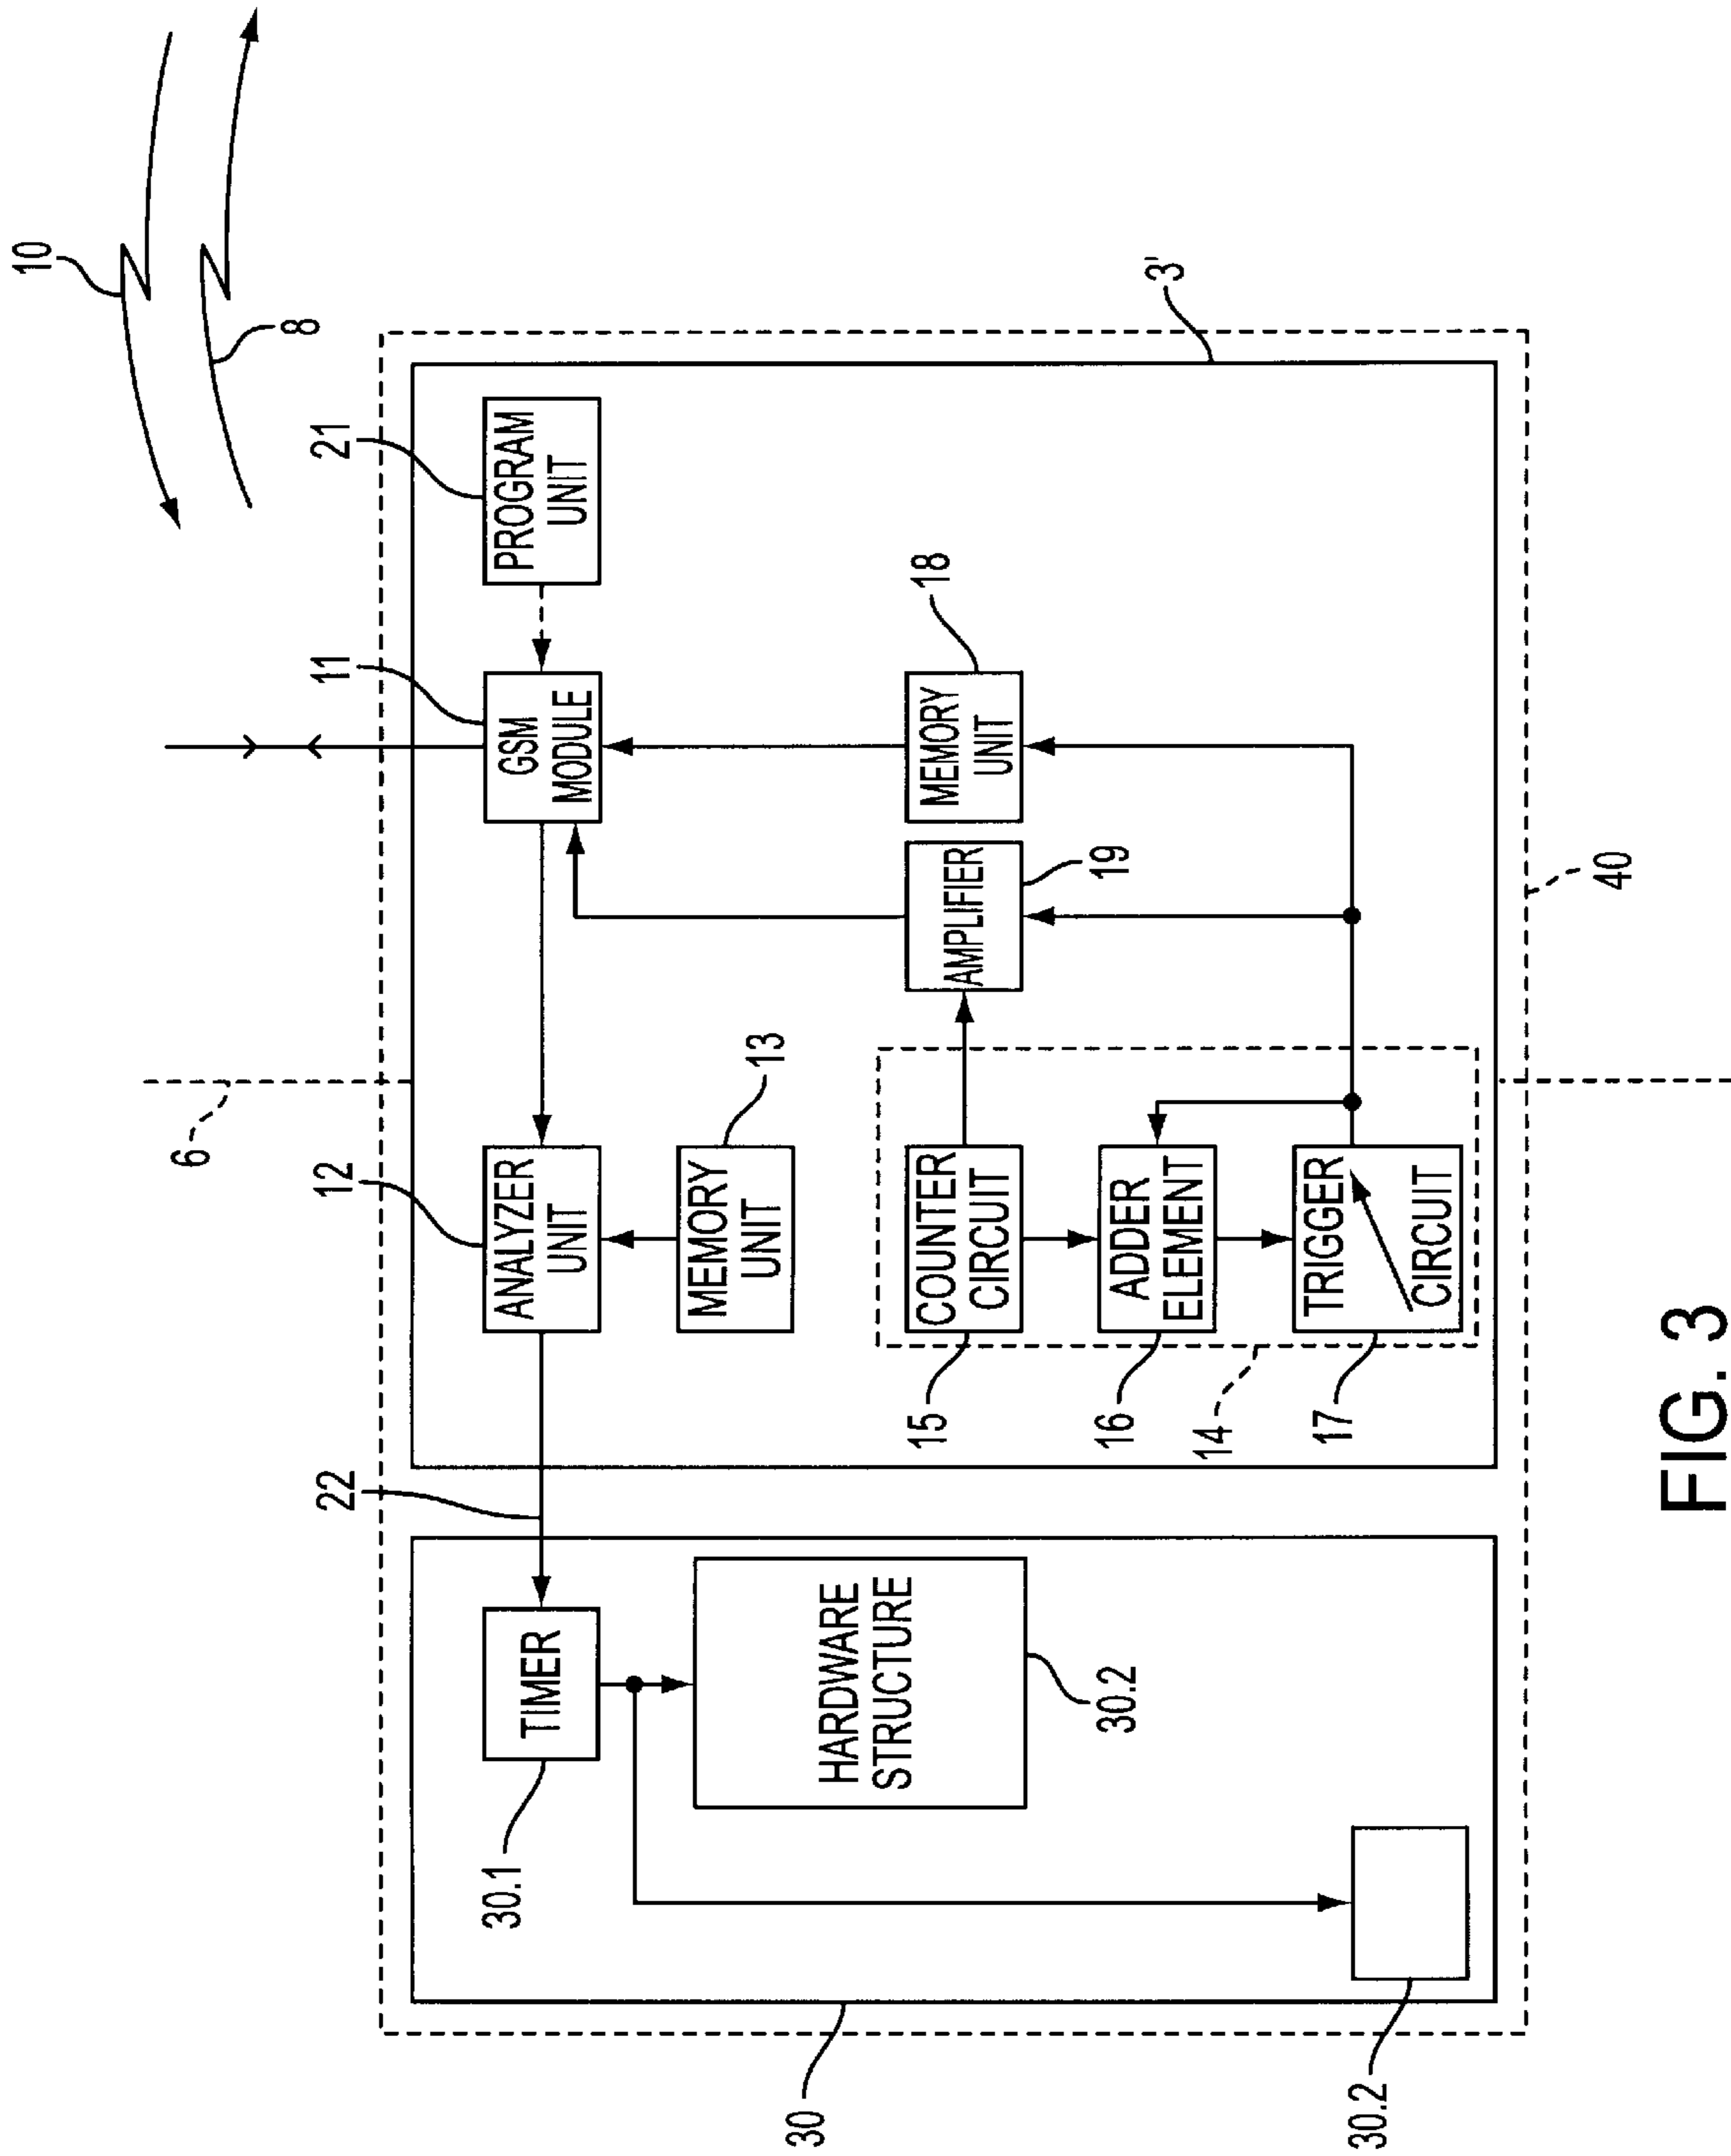 10
8
6
22
12
11
21
3'
TIMER
ANALYZER
UNIT
GSM
MODULE
PROGRAM
UNIT
30.1
HARDWARE
STRUCTURE
30.2
MEMORY
UNIT
13
15
COUNTER
CIRCUIT
AMPLIFIER
19
MEMORY
UNIT
18
16
ADDER
ELEMENT
14
17
TRIGGER
CIRCUIT
30
30.2
40
FIG. 3